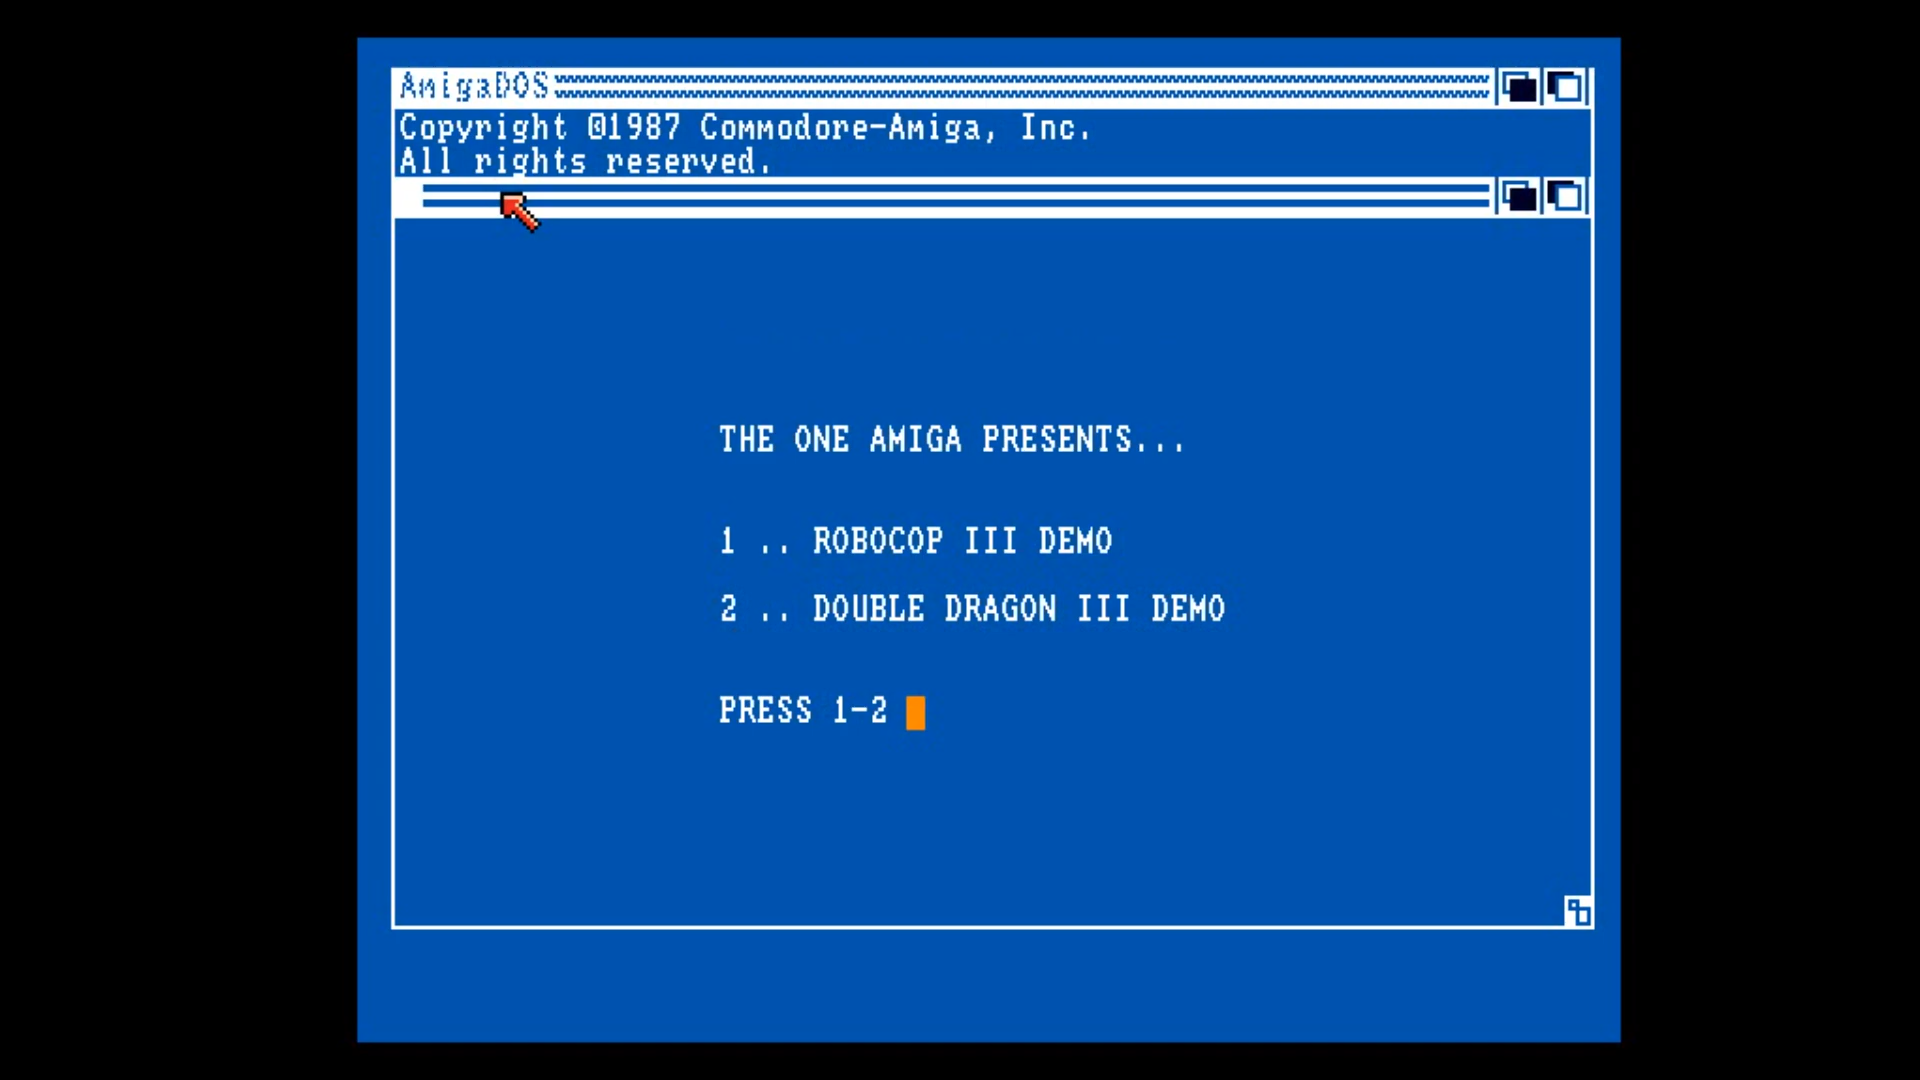 AmigaDOS
Copyright ©1987 Commodore-Amiga, Inc.
All rights reserved.
THE ONE AMIGA PRESENTS...
1 .. ROBOCOP III DEMO
2 .. DOUBLE DRAGON III DEMO
PRESS 1-2